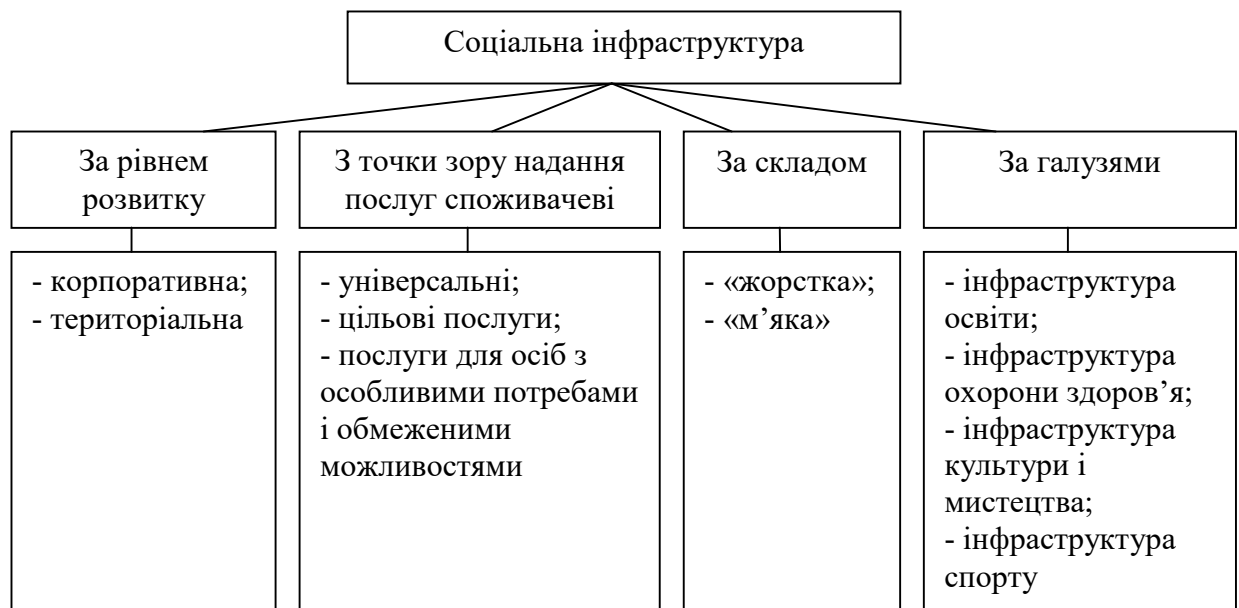 Соціальна інфраструктура
За рівнем
розвитку
З точки зору надання
послуг споживачеві
За складом
За галузями
- корпоративна;
- територіальна
- універсальні;
- цільові послуги;
- послуги для осіб з
особливими потребами
і обмеженими
можливостями
- «жорстка»;
- «м’яка»
- інфраструктура
освіти;
- інфраструктура
охорони здоров’я;
- інфраструктура
культури і
мистецтва;
- інфраструктура
спорту